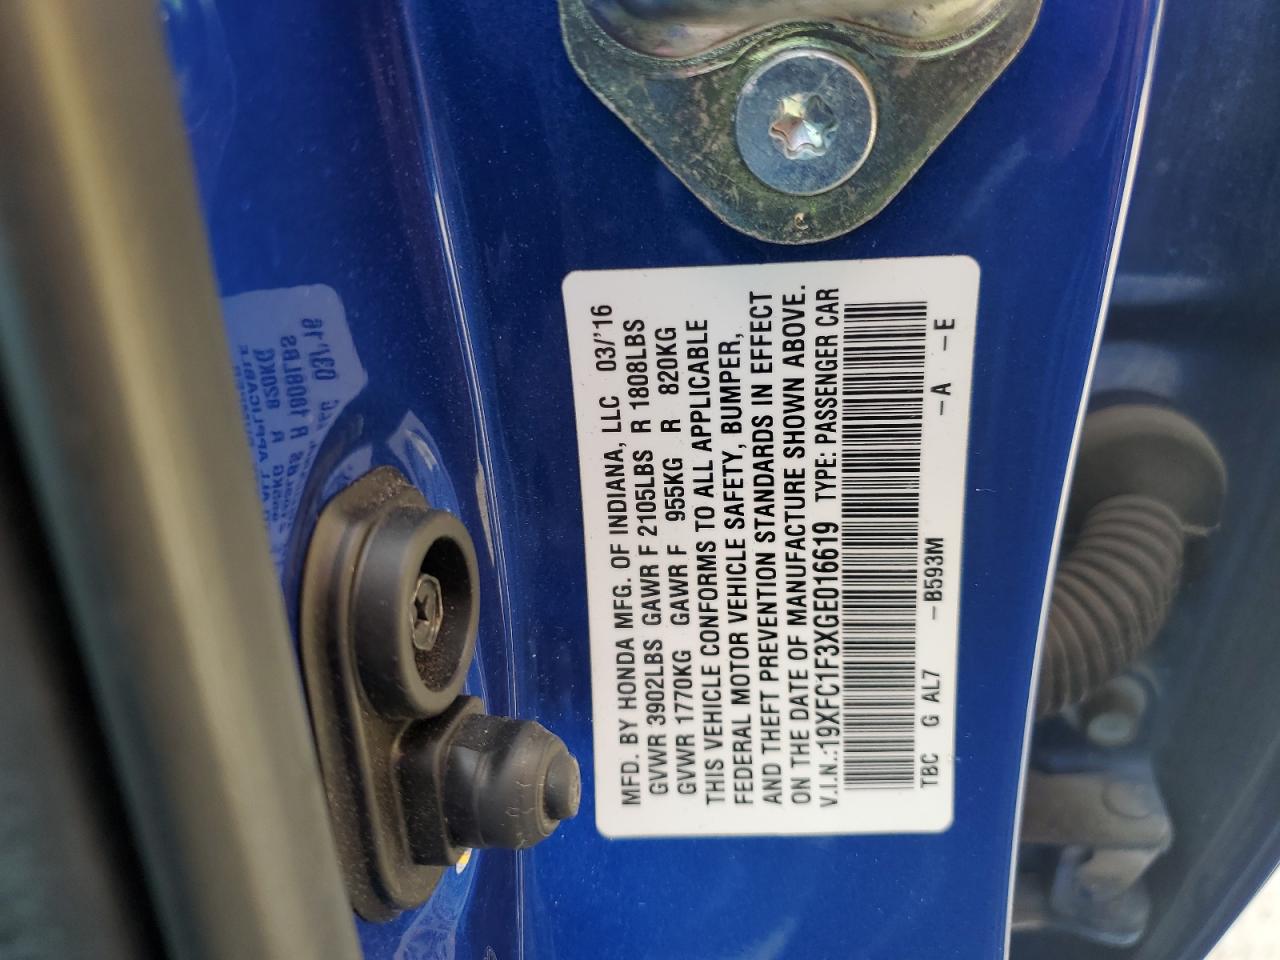 MFD. BY HONDA MFG. OF INDIANA, LLC 03/'16
GVWR 3902LBS GAWR F 2105LBS R 1808LBS
GVWR 1770KG GAWR F 955KG R 820KG
THIS VEHICLE CONFORMS TO ALL APPLICABLE
FEDERAL MOTOR VEHICLE SAFETY, BUMPER,
AND THEFT PREVENTION STANDARDS IN EFFECT
ON THE DATE OF MANUFACTURE SHOWN ABOVE.
V.I.N.:19XFC1F3XGE016619 TYPE: PASSENGER CAR
TBC G AL7 -B593M -A -E